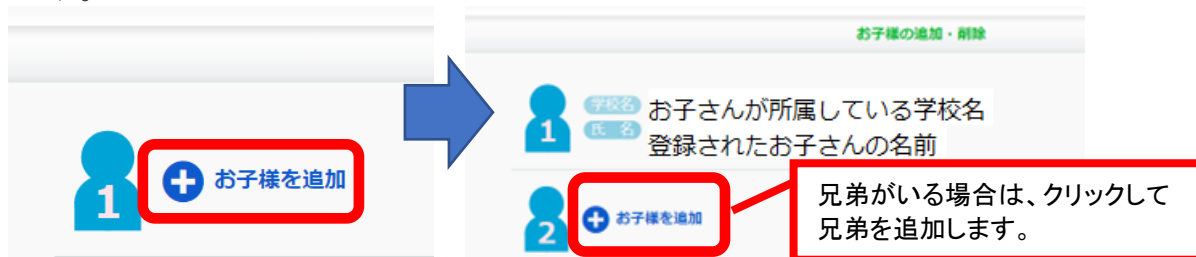 1
お子様を追加
お子様の追加・削除
1
学校名 お子さんが所属している学校名
氏 名 登録されたお子さんの名前
2
お子様を追加
兄弟がいる場合は、クリックして
兄弟を追加します。